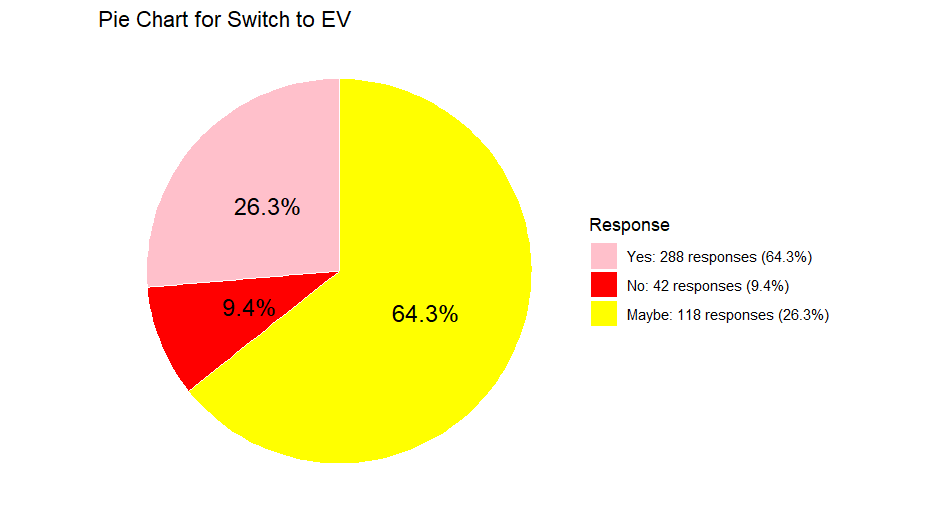 Pie Chart for Switch to EV
26.3%
9.4%
64.3%
Response
Yes: 288 responses (64.3%)
No: 42 responses (9.4%)
Maybe: 118 responses (26.3%)